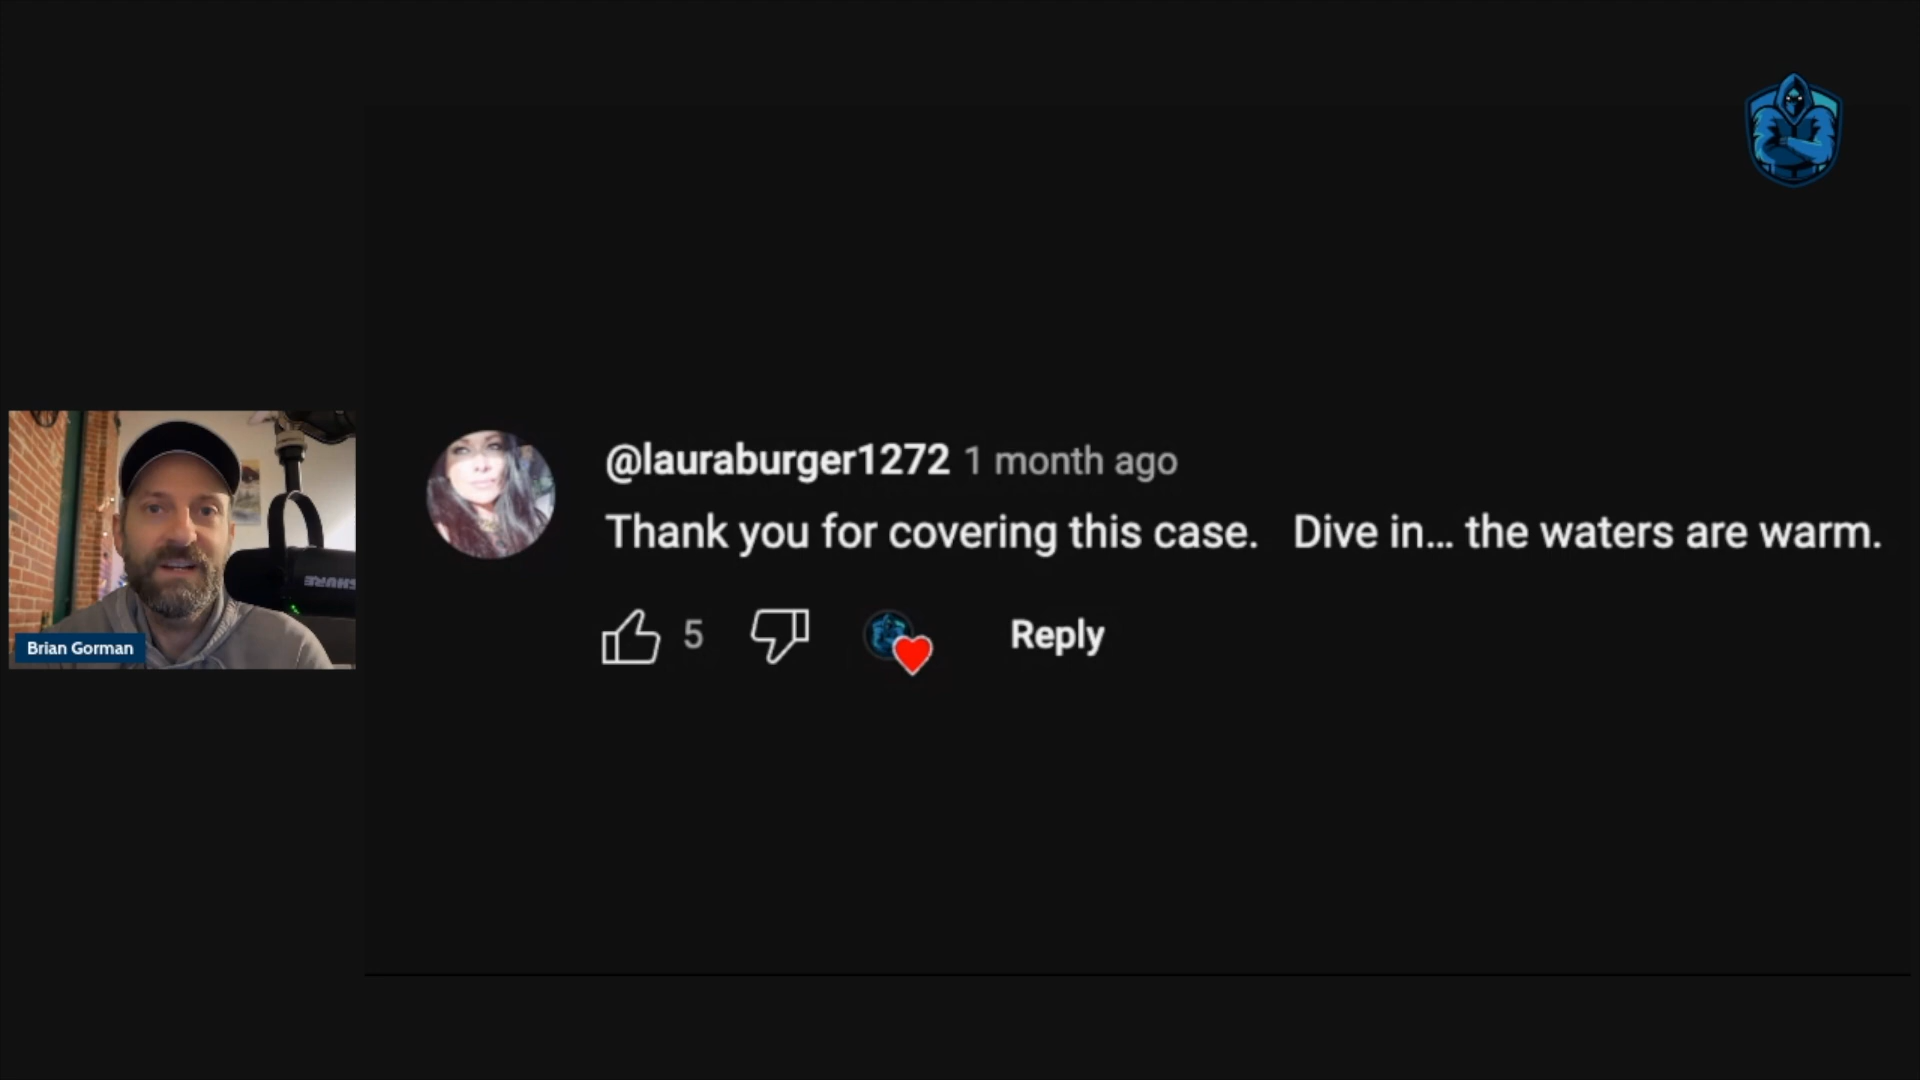 @lauraburger1272 1 month ago
Thank you for covering this case. Dive in... the waters are warm.
5
Reply
SHURE
Brian Gorman